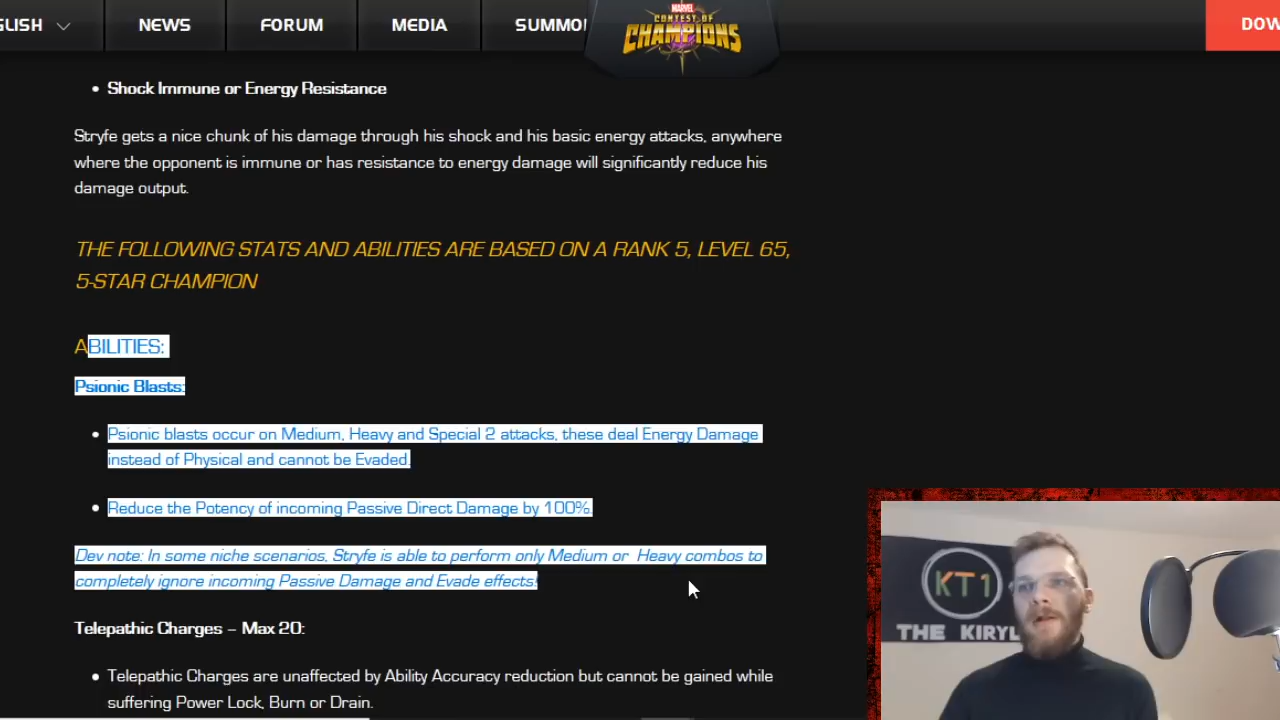 GLISH
NEWS
FORUM
MEDIA
SUMMO
MARVEL
CONTEST OF
CHAMPIONS
DOW
• Shock Immune or Energy Resistance
Stryfe gets a nice chunk of his damage through his shock and his basic energy attacks, anywhere
where the opponent is immune or has resistance to energy damage will significantly reduce his
damage output.
THE FOLLOWING STATS AND ABILITIES ARE BASED ON A RANK 5, LEVEL 65,
5-STAR CHAMPION
ABILITIES:
Psionic Blasts:
• Psionic blasts occur on Medium, Heavy and Special 2 attacks, these deal Energy Damage
instead of Physical and cannot be Evaded.
• Reduce the Potency of incoming Passive Direct Damage by 100%.
Dev note: In some niche scenarios, Stryfe is able to perform only Medium or Heavy combos to
completely ignore incoming Passive Damage and Evade effects!
Telepathic Charges – Max 20:
• Telepathic Charges are unaffected by Ability Accuracy reduction but cannot be gained while
suffering Power Lock, Burn or Drain.
KT1
THE KIRYL